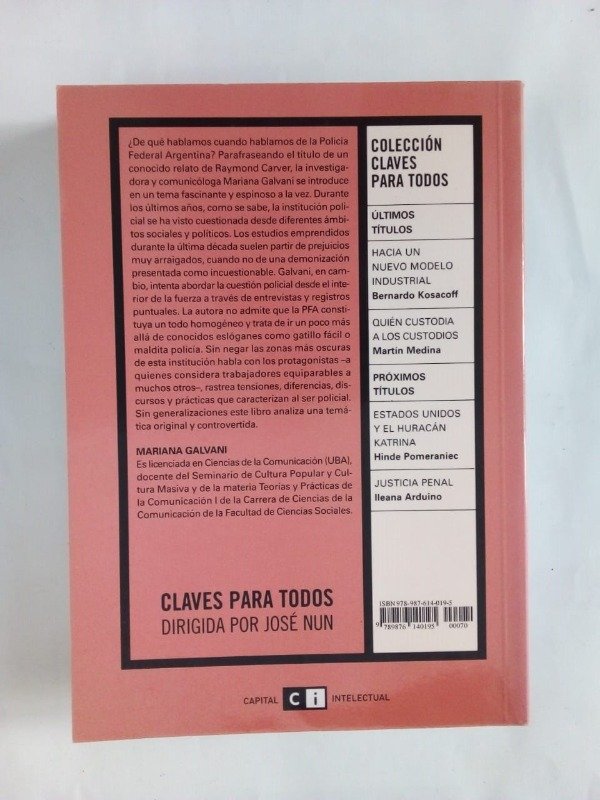 ¿De qué hablamos cuando hablamos de la Policía
Federal Argentina? Parafraseando el título de un
conocido relato de Raymond Carver, la investiga-
dora y comunicóloga Mariana Galvani se introduce
en un tema fascinante y espinoso a la vez. Durante
los últimos años, como se sabe, la institución poli-
cial se ha visto cuestionada desde diferentes ámbi-
tos sociales y políticos. Los estudios emprendidos
durante la última década suelen partir de prejuicios
muy arraigados, cuando no de una demonización
presentada como incuestionable. Galvani, en cam-
bio, intenta abordar la cuestión policial desde el inte-
rior de la fuerza a través de entrevistas y registros
puntuales. La autora no admite que la PFA consti-
tuya un todo homogéneo y trata de ir un poco más
allá de conocidos eslóganes como gatillo fácil o
maldita policía. Sin negar las zonas más oscuras
de esta institución habla con los protagonistas –a
quienes considera trabajadores equiparables a
muchos otros–, rastrea tensiones, diferencias, dis-
cursos y prácticas que caracterizan al ser policial.
Sin generalizaciones este libro analiza una temá-
tica original y controvertida.
MARIANA GALVANI
Es licenciada en Ciencias de la Comunicación (UBA),
docente del Seminario de Cultura Popular y Cul-
tura Masiva y de la materia Teorías y Prácticas de
la Comunicación I de la Carrera de Ciencias de la
Comunicación de la Facultad de Ciencias Sociales.
CLAVES PARA TODOS
DIRIGIDA POR JOSÉ NUN
COLECCIÓN
CLAVES
PARA TODOS
ÚLTIMOS
TÍTULOS
HACIA UN
NUEVO MODELO
INDUSTRIAL
Bernardo Kosacoff
QUIÉN CUSTODIA
A LOS CUSTODIOS
Martín Medina
PRÓXIMOS
TÍTULOS
ESTADOS UNIDOS
Y EL HURACÁN
KATRINA
Hinde Pomeraniec
JUSTICIA PENAL
Ileana Arduino
ISBN 978-987-614-019-5
9 789876 140195 00070
CAPITAL Ci INTELECTUAL